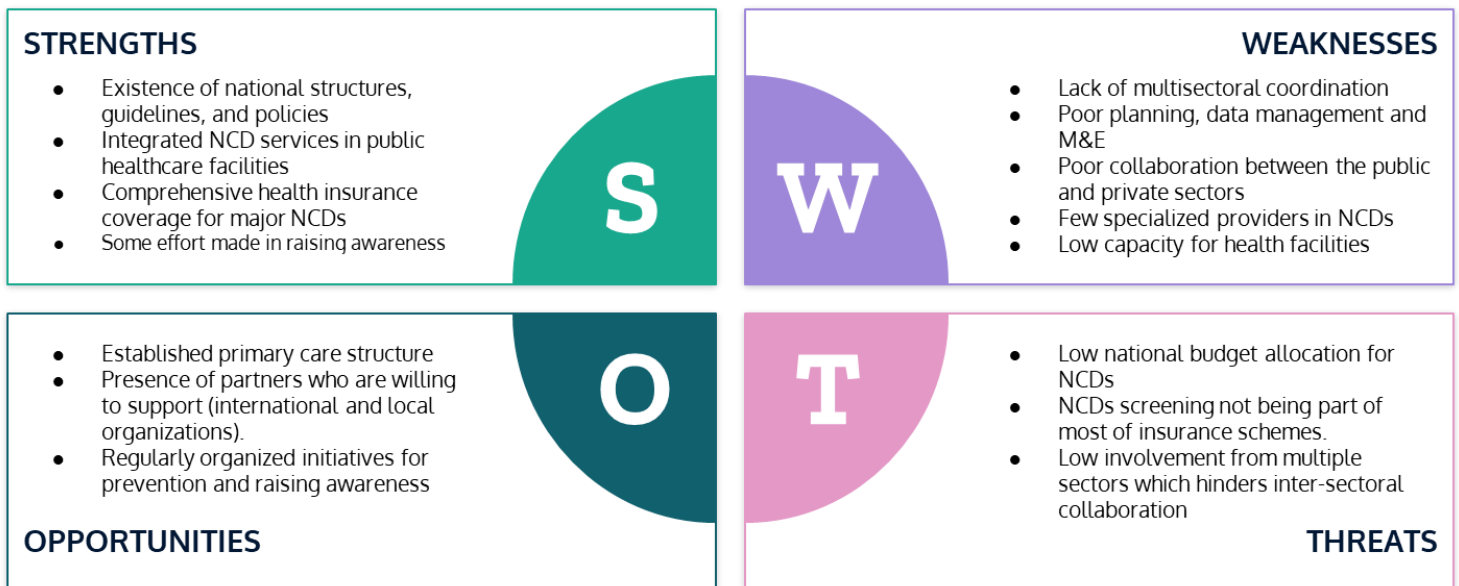 STRENGTHS
● Existence of national structures,
guidelines, and policies
● Integrated NCD services in public
healthcare facilities
● Comprehensive health insurance
coverage for major NCDs
● Some effort made in raising awareness
S
WEAKNESSES
● Lack of multisectoral coordination
● Poor planning, data management and
M&E
● Poor collaboration between the public
and private sectors
● Few specialized providers in NCDs
● Low capacity for health facilities
W
● Established primary care structure
● Presence of partners who are willing
to support (international and local
organizations).
● Regularly organized initiatives for
prevention and raising awareness
OPPORTUNITIES
O
● Low national budget allocation for
NCDs
● NCDs screening not being part of
most of insurance schemes.
● Low involvement from multiple
sectors which hinders inter-sectoral
collaboration
THREATS
T